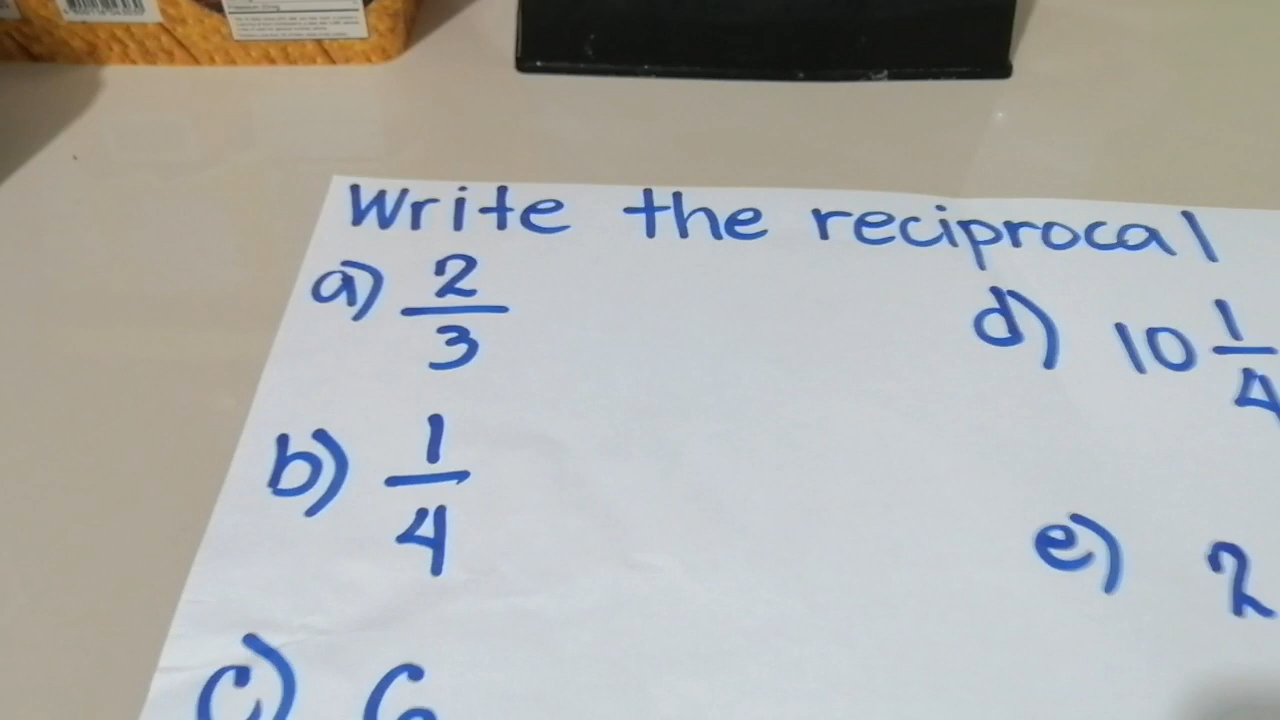 Write the reciprocal
a) 2/3
b) 1/4
c) 6
d) 10 1/4
e) 2